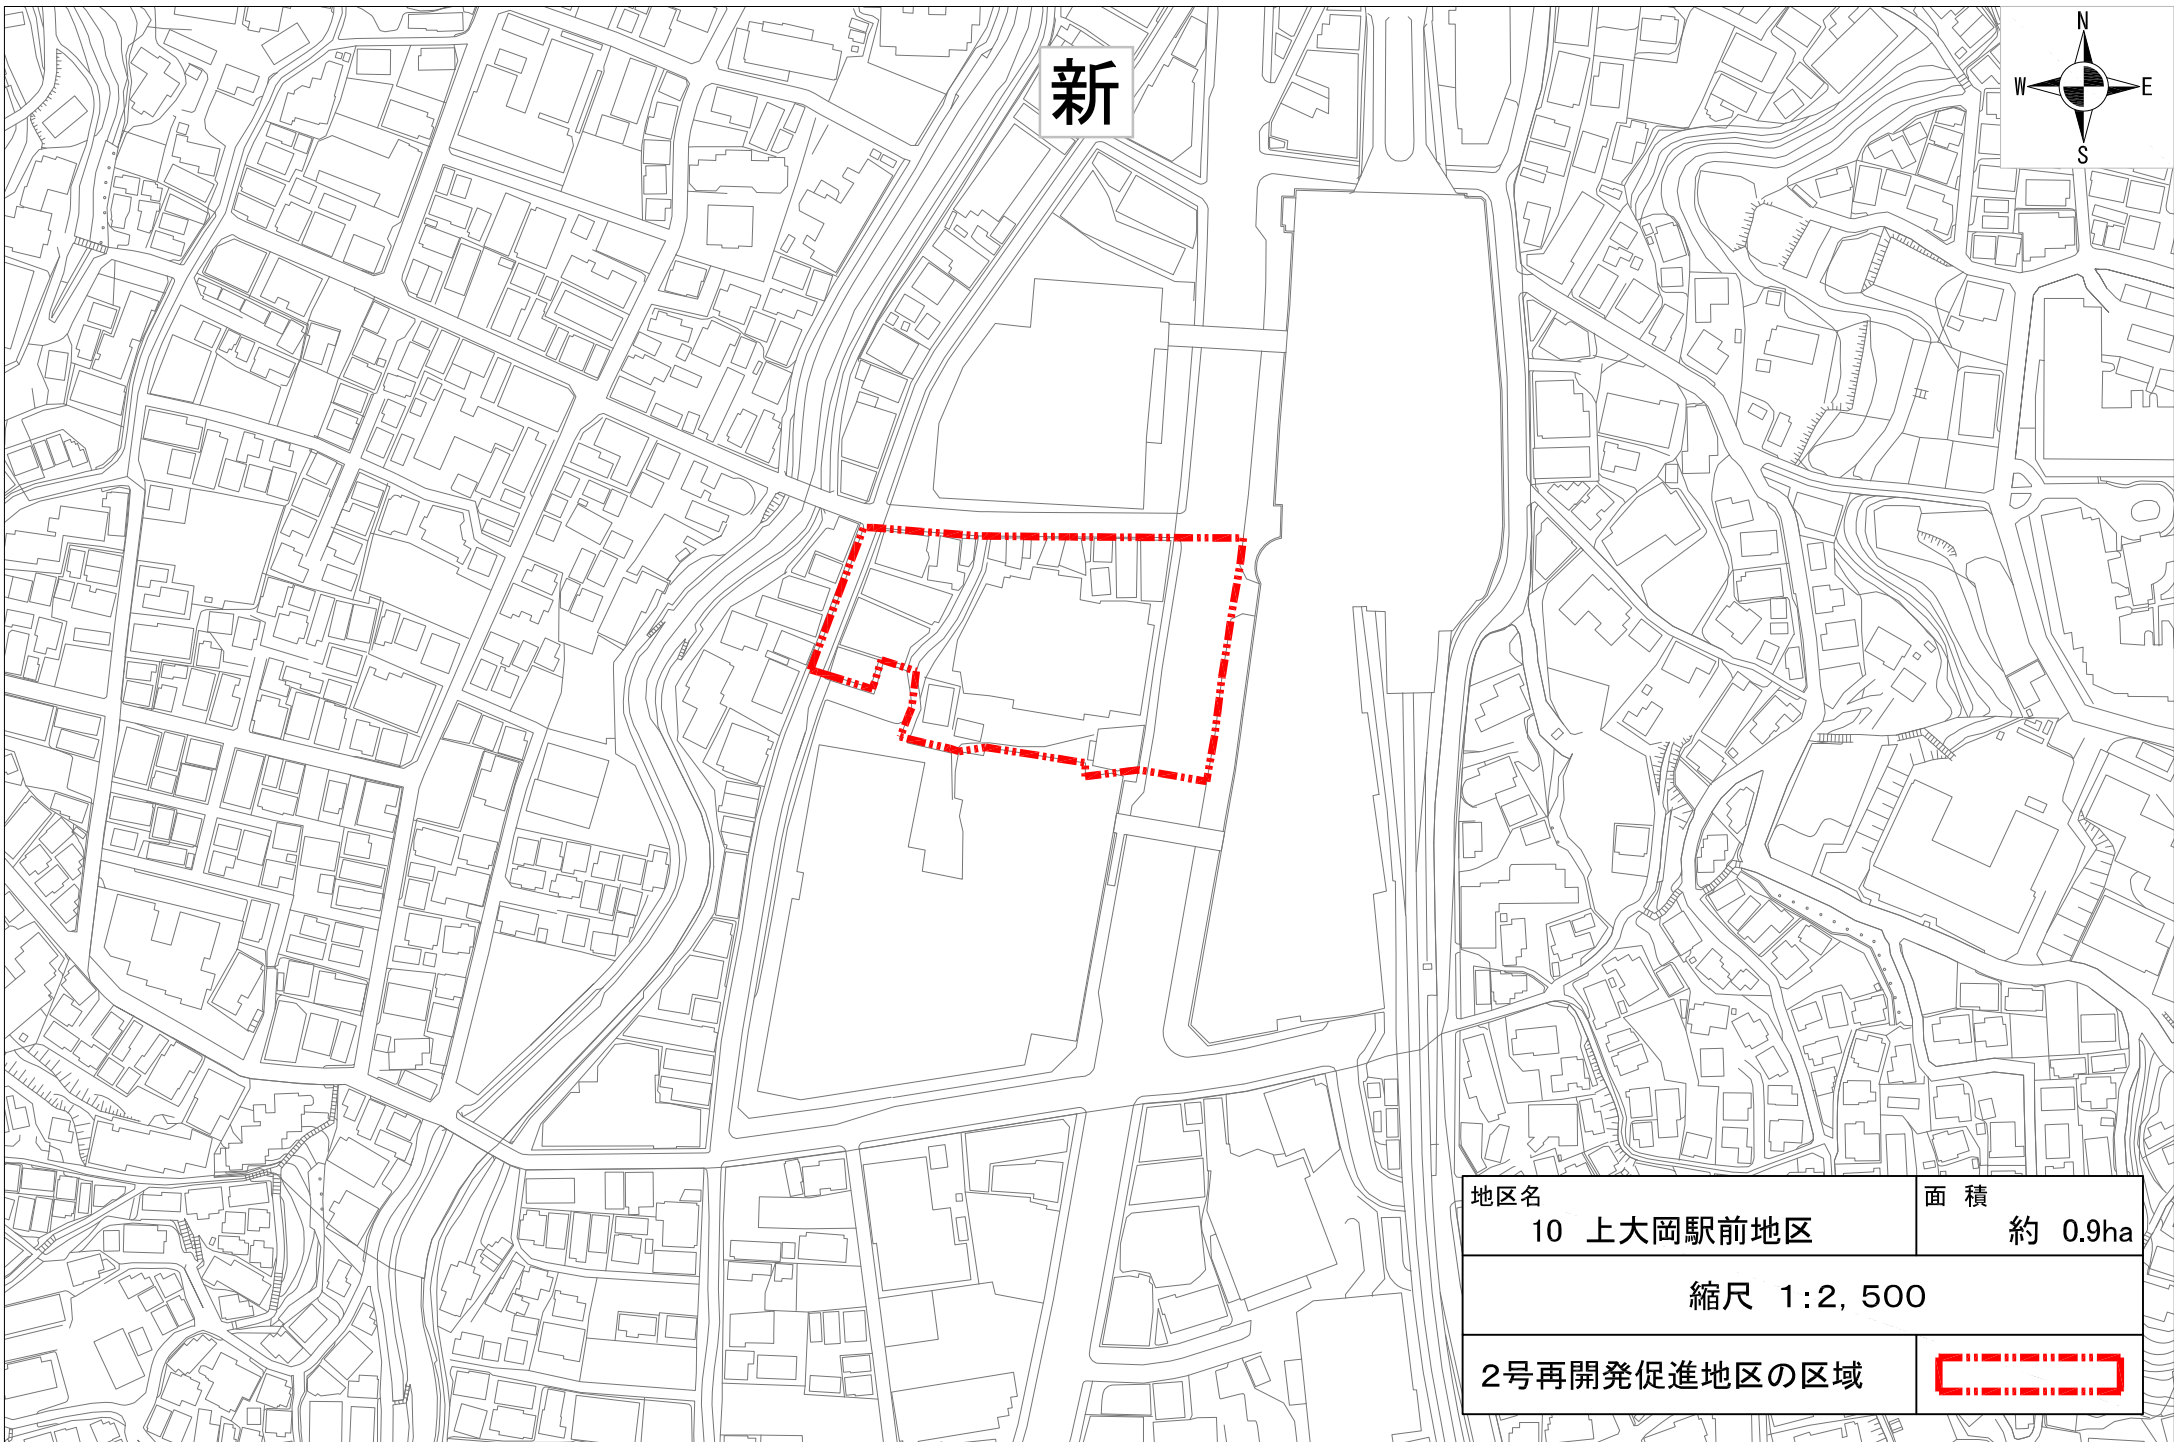 新
N
W E
S
地区名
10 上大岡駅前地区
面 積
約 0.9ha
縮尺 1:2,500
2号再開発促進地区の区域